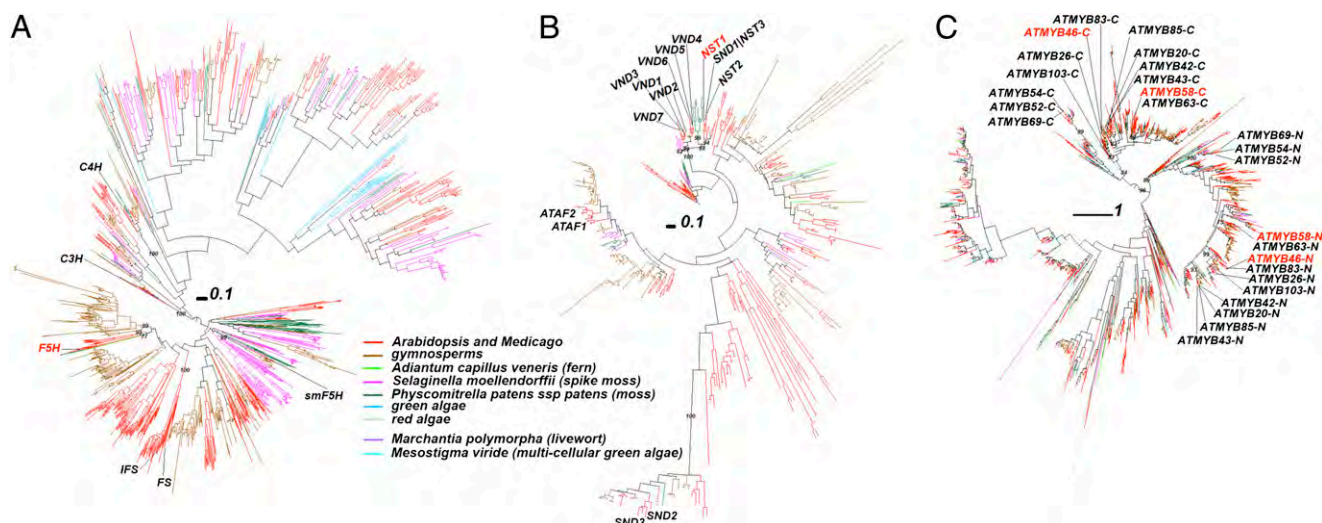 A
B
C
C4H
C3H
100
0.1
100
F5H
100
smF5H
IFS
FS
Arabidopsis and Medicago
gymnosperms
Adiantum capillus veneris (fern)
Selaginella moellendorffii (spike moss)
Physcomitrella patens ssp patens (moss)
green algae
red algae
Marchantia polymorpha (livewort)
Mesostigma viride (multi-cellular green algae)
VND4
VND5
VND6
VND3
VND1
VND2
VND7
NST1
SND1|NST3
NST2
100
ATAF2
ATAF1
0.1
100
SND2
SND3
ATMYB83-C
ATMYB46-C
ATMYB85-C
ATMYB26-C
ATMYB20-C
ATMYB42-C
ATMYB103-C
ATMYB43-C
ATMYB54-C
ATMYB58-C
ATMYB52-C
ATMYB63-C
ATMYB69-C
ATMYB69-N
ATMYB54-N
ATMYB52-N
1
ATMYB58-N
ATMYB63-N
ATMYB46-N
ATMYB83-N
ATMYB26-N
ATMYB103-N
ATMYB42-N
ATMYB20-N
ATMYB85-N
ATMYB43-N